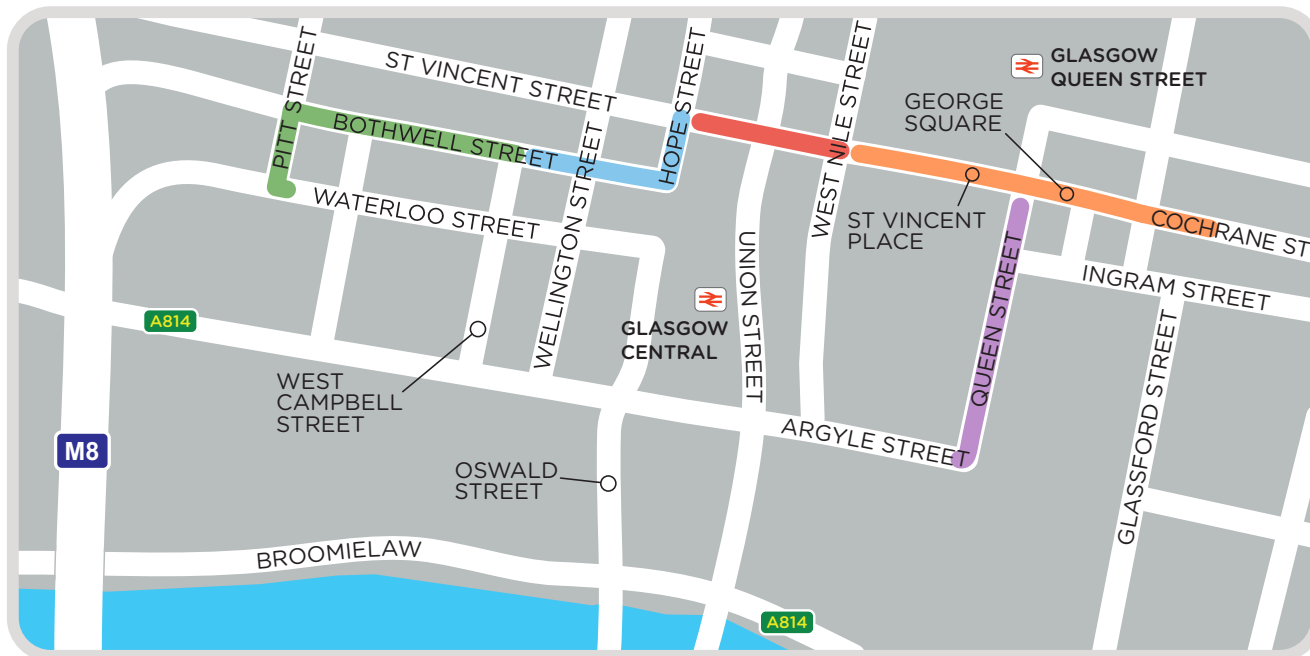 ST VINCENT STREET
PITT STREET
BOTHWELL STREET
HOPE STREET
WEST NILE STREET
GLASGOW
QUEEN STREET
GEORGE
SQUARE
WATERLOO STREET
WELLINGTON STREET
UNION STREET
ST VINCENT
PLACE
COCHRANE ST
INGRAM STREET
QUEEN STREET
GLASSFORD STREET
A814
GLASGOW
CENTRAL
WEST
CAMPBELL
STREET
ARGYLE STREET
M8
OSWALD
STREET
BROOMIELAW
A814